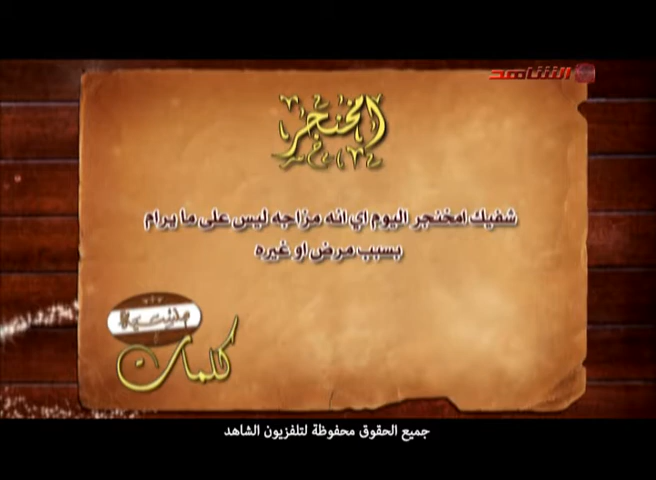 الشاهد
امخنجر
شفيك امخنجر اليوم اي انه مزاجه ليس على ما يرام
بسبب مرض او غيره
منسية
كلمات
جميع الحقوق محفوظة لتلفزيون الشاهد